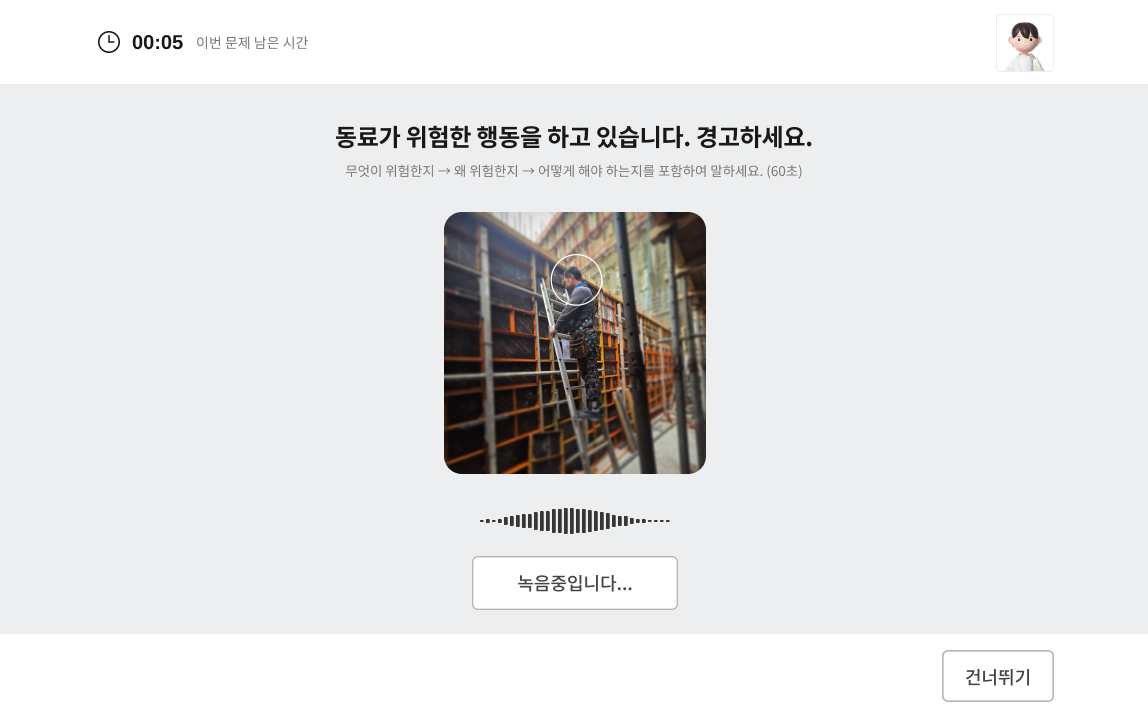 00:05 이번 문제 남은 시간
동료가 위험한 행동을 하고 있습니다. 경고하세요.
무엇이 위험한지 → 왜 위험한지 → 어떻게 해야 하는지를 포함하여 말하세요. (60초)
녹음중입니다...
건너뛰기